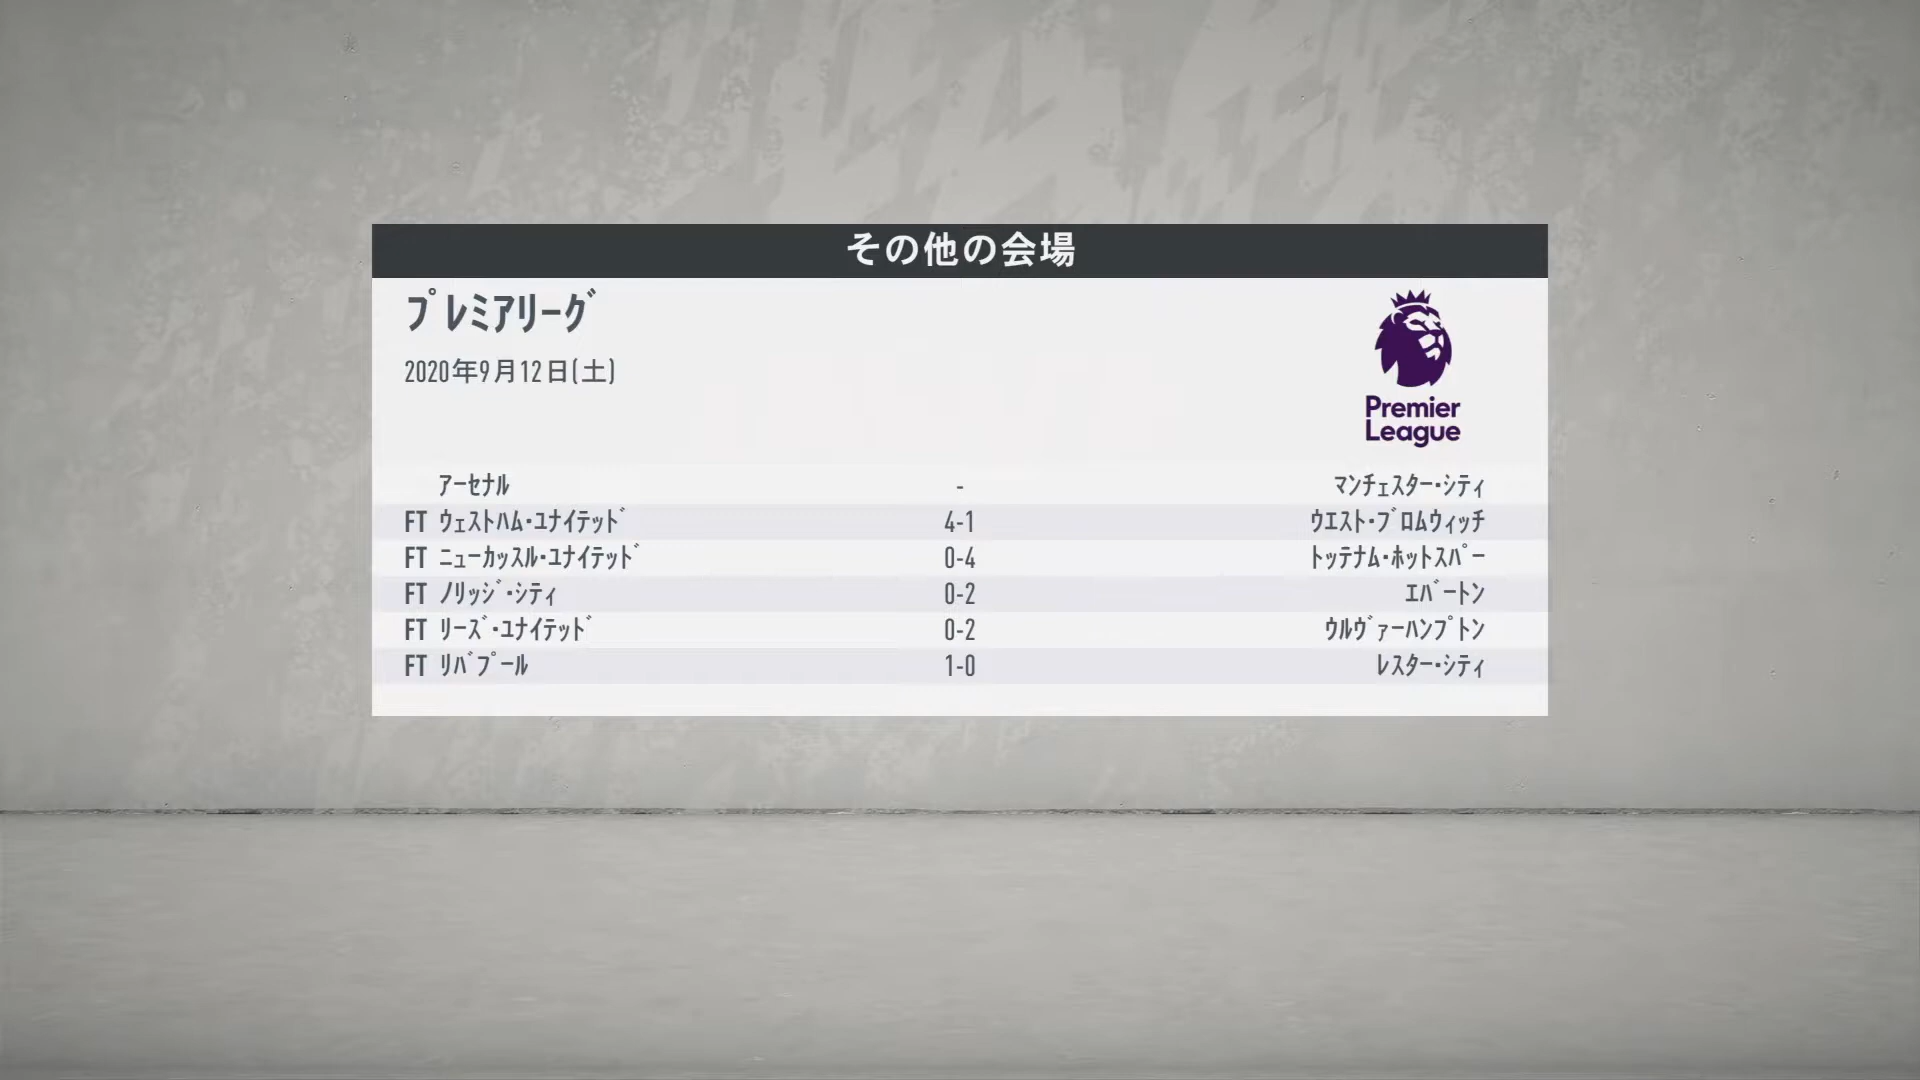 その他の会場
ﾌﾟﾚﾐｱﾘｰｸﾞ
2020年9月12日(土)
Premier
League
ｱｰｾﾅﾙ - ﾏﾝﾁｪｽﾀｰ･ｼﾃｨ
FT ｳｪｽﾄﾊﾑ･ﾕﾅｲﾃｯﾄﾞ 4-1 ｳｴｽﾄ･ﾌﾞﾛﾑｳｨｯﾁ
FT ﾆｭｰｶｯｽﾙ･ﾕﾅｲﾃｯﾄﾞ 0-4 ﾄｯﾃﾅﾑ･ﾎｯﾄｽﾊﾟｰ
FT ﾉﾘｯｼﾞ･ｼﾃｨ 0-2 ｴﾊﾞｰﾄﾝ
FT ﾘｰｽﾞ･ﾕﾅｲﾃｯﾄﾞ 0-2 ｳﾙｳﾞｧｰﾊﾝﾌﾟﾄﾝ
FT ﾘﾊﾞﾌﾟｰﾙ 1-0 ﾚｽﾀｰ･ｼﾃｨ